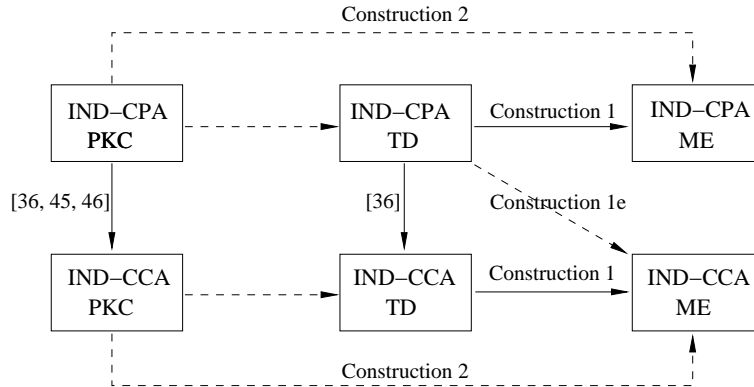 Construction 2
IND–CPA
PKC
IND–CPA
TD
Construction 1
IND–CPA
ME
[36, 45, 46]
[36]
Construction 1e
IND–CCA
PKC
IND–CCA
TD
Construction 1
IND–CCA
ME
Construction 2